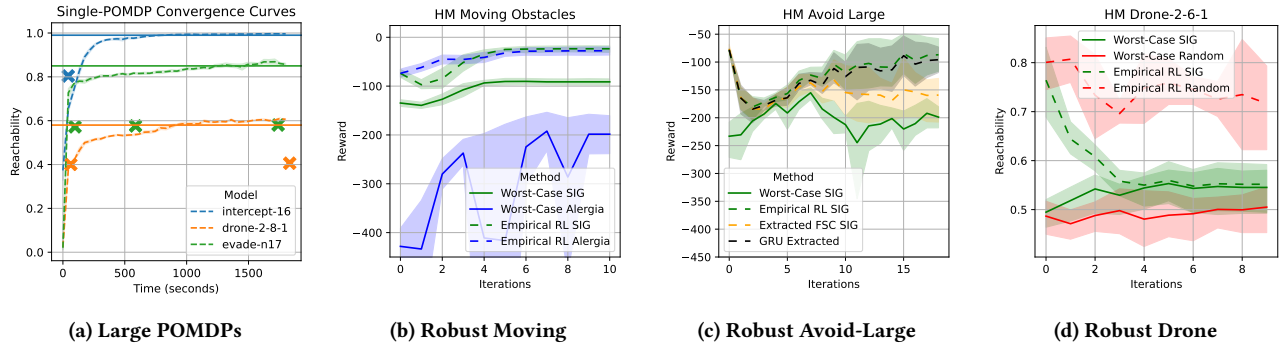 Single-POMDP Convergence Curves
Reachability
1.0
0.8
0.6
0.4
0.2
0.0
Model
intercept-16
drone-2-8-1
evade-n17
0
500
1000
1500
Time (seconds)
(a) Large POMDPs
HM Moving Obstacles
Reward
0
−100
−200
−300
−400
Method
Worst-Case SIG
Worst-Case Alergia
Empirical RL SIG
Empirical RL Alergia
0
2
4
6
8
10
Iterations
(b) Robust Moving
HM Avoid Large
Reward
−50
−100
−150
−200
−250
−300
−350
−400
−450
Method
Worst-Case SIG
Empirical RL SIG
Extracted FSC SIG
GRU Extracted
0
5
10
15
Iterations
(c) Robust Avoid-Large
HM Drone-2-6-1
Reachability
0.8
0.7
0.6
0.5
Worst-Case SIG
Worst-Case Random
Empirical RL SIG
Empirical RL Random
0
2
4
6
8
Iterations
(d) Robust Drone